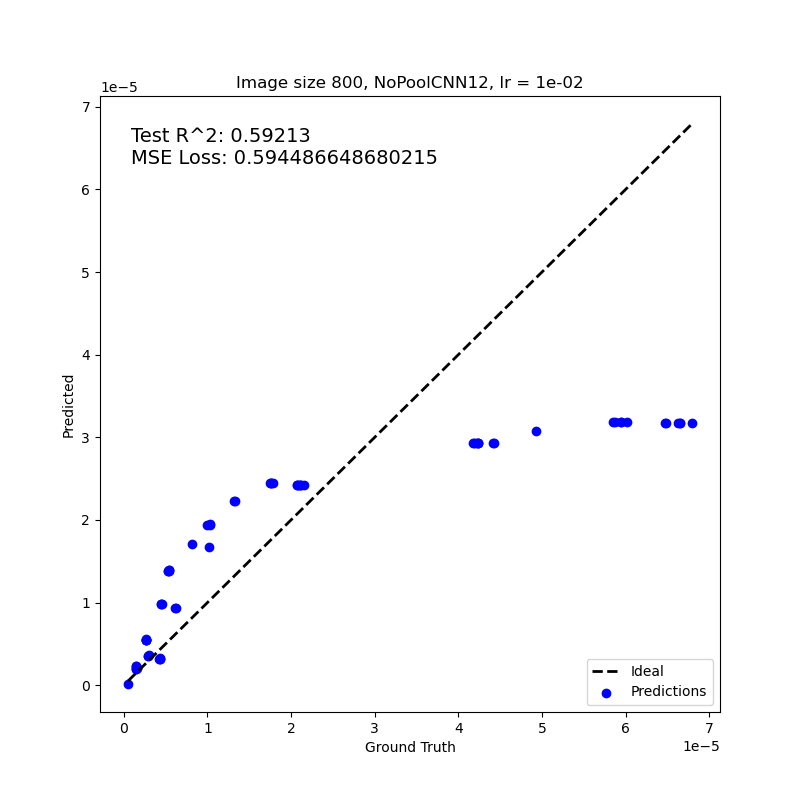 Image size 800, NoPoolCNN12, lr = 1e-02
1e−5
Test R^2: 0.59213
MSE Loss: 0.594486648680215
7
6
5
4
3
2
1
0
Predicted
Ideal
Predictions
0 1 2 3 4 5 6 7
1e−5
Ground Truth